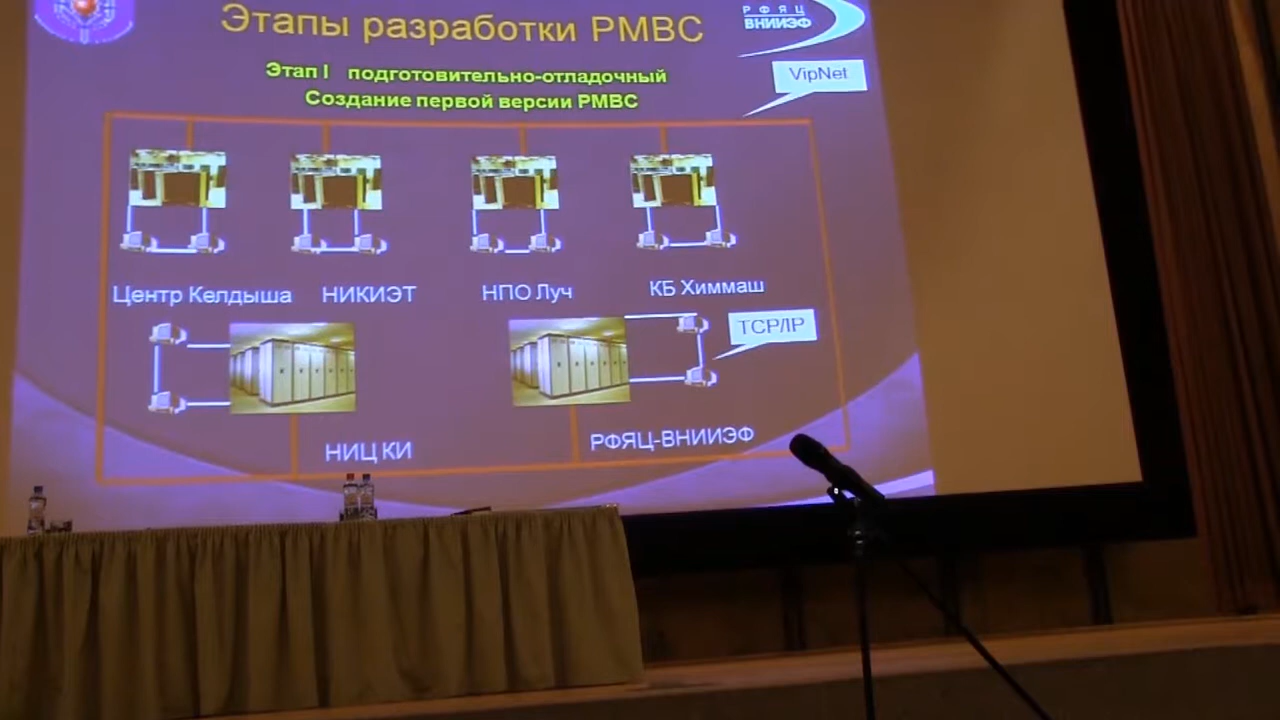 Этапы разработки РМВС
РФЯЦ
ВНИИЭФ
Этап I подготовительно-отладочный
Создание первой версии РМВС
VipNet
Центр Келдыша
НИКИЭТ
НПО Луч
КБ Химмаш
TCP/IP
НИЦ КИ
РФЯЦ-ВНИИЭФ